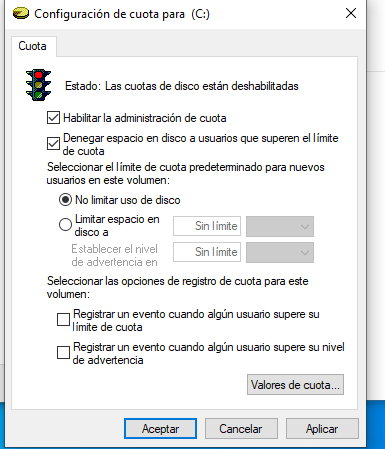 Configuración de cuota para  (C:)
Cuota
Estado:  Las cuotas de disco están deshabilitadas
Habilitar la administración de cuota
Denegar espacio en disco a usuarios que superen el límite
de cuota
Seleccionar el límite de cuota predeterminado para nuevos
usuarios en este volumen:
No limitar uso de disco
Limitar espacio en
disco a
Sin límite
Establecer el nivel
de advertencia en
Sin límite
Seleccionar las opciones de registro de cuota para este
volumen:
Registrar un evento cuando algún usuario supere su
límite de cuota
Registrar un evento cuando algún usuario supere su nivel
de advertencia
Valores de cuota...
Aceptar
Cancelar
Aplicar